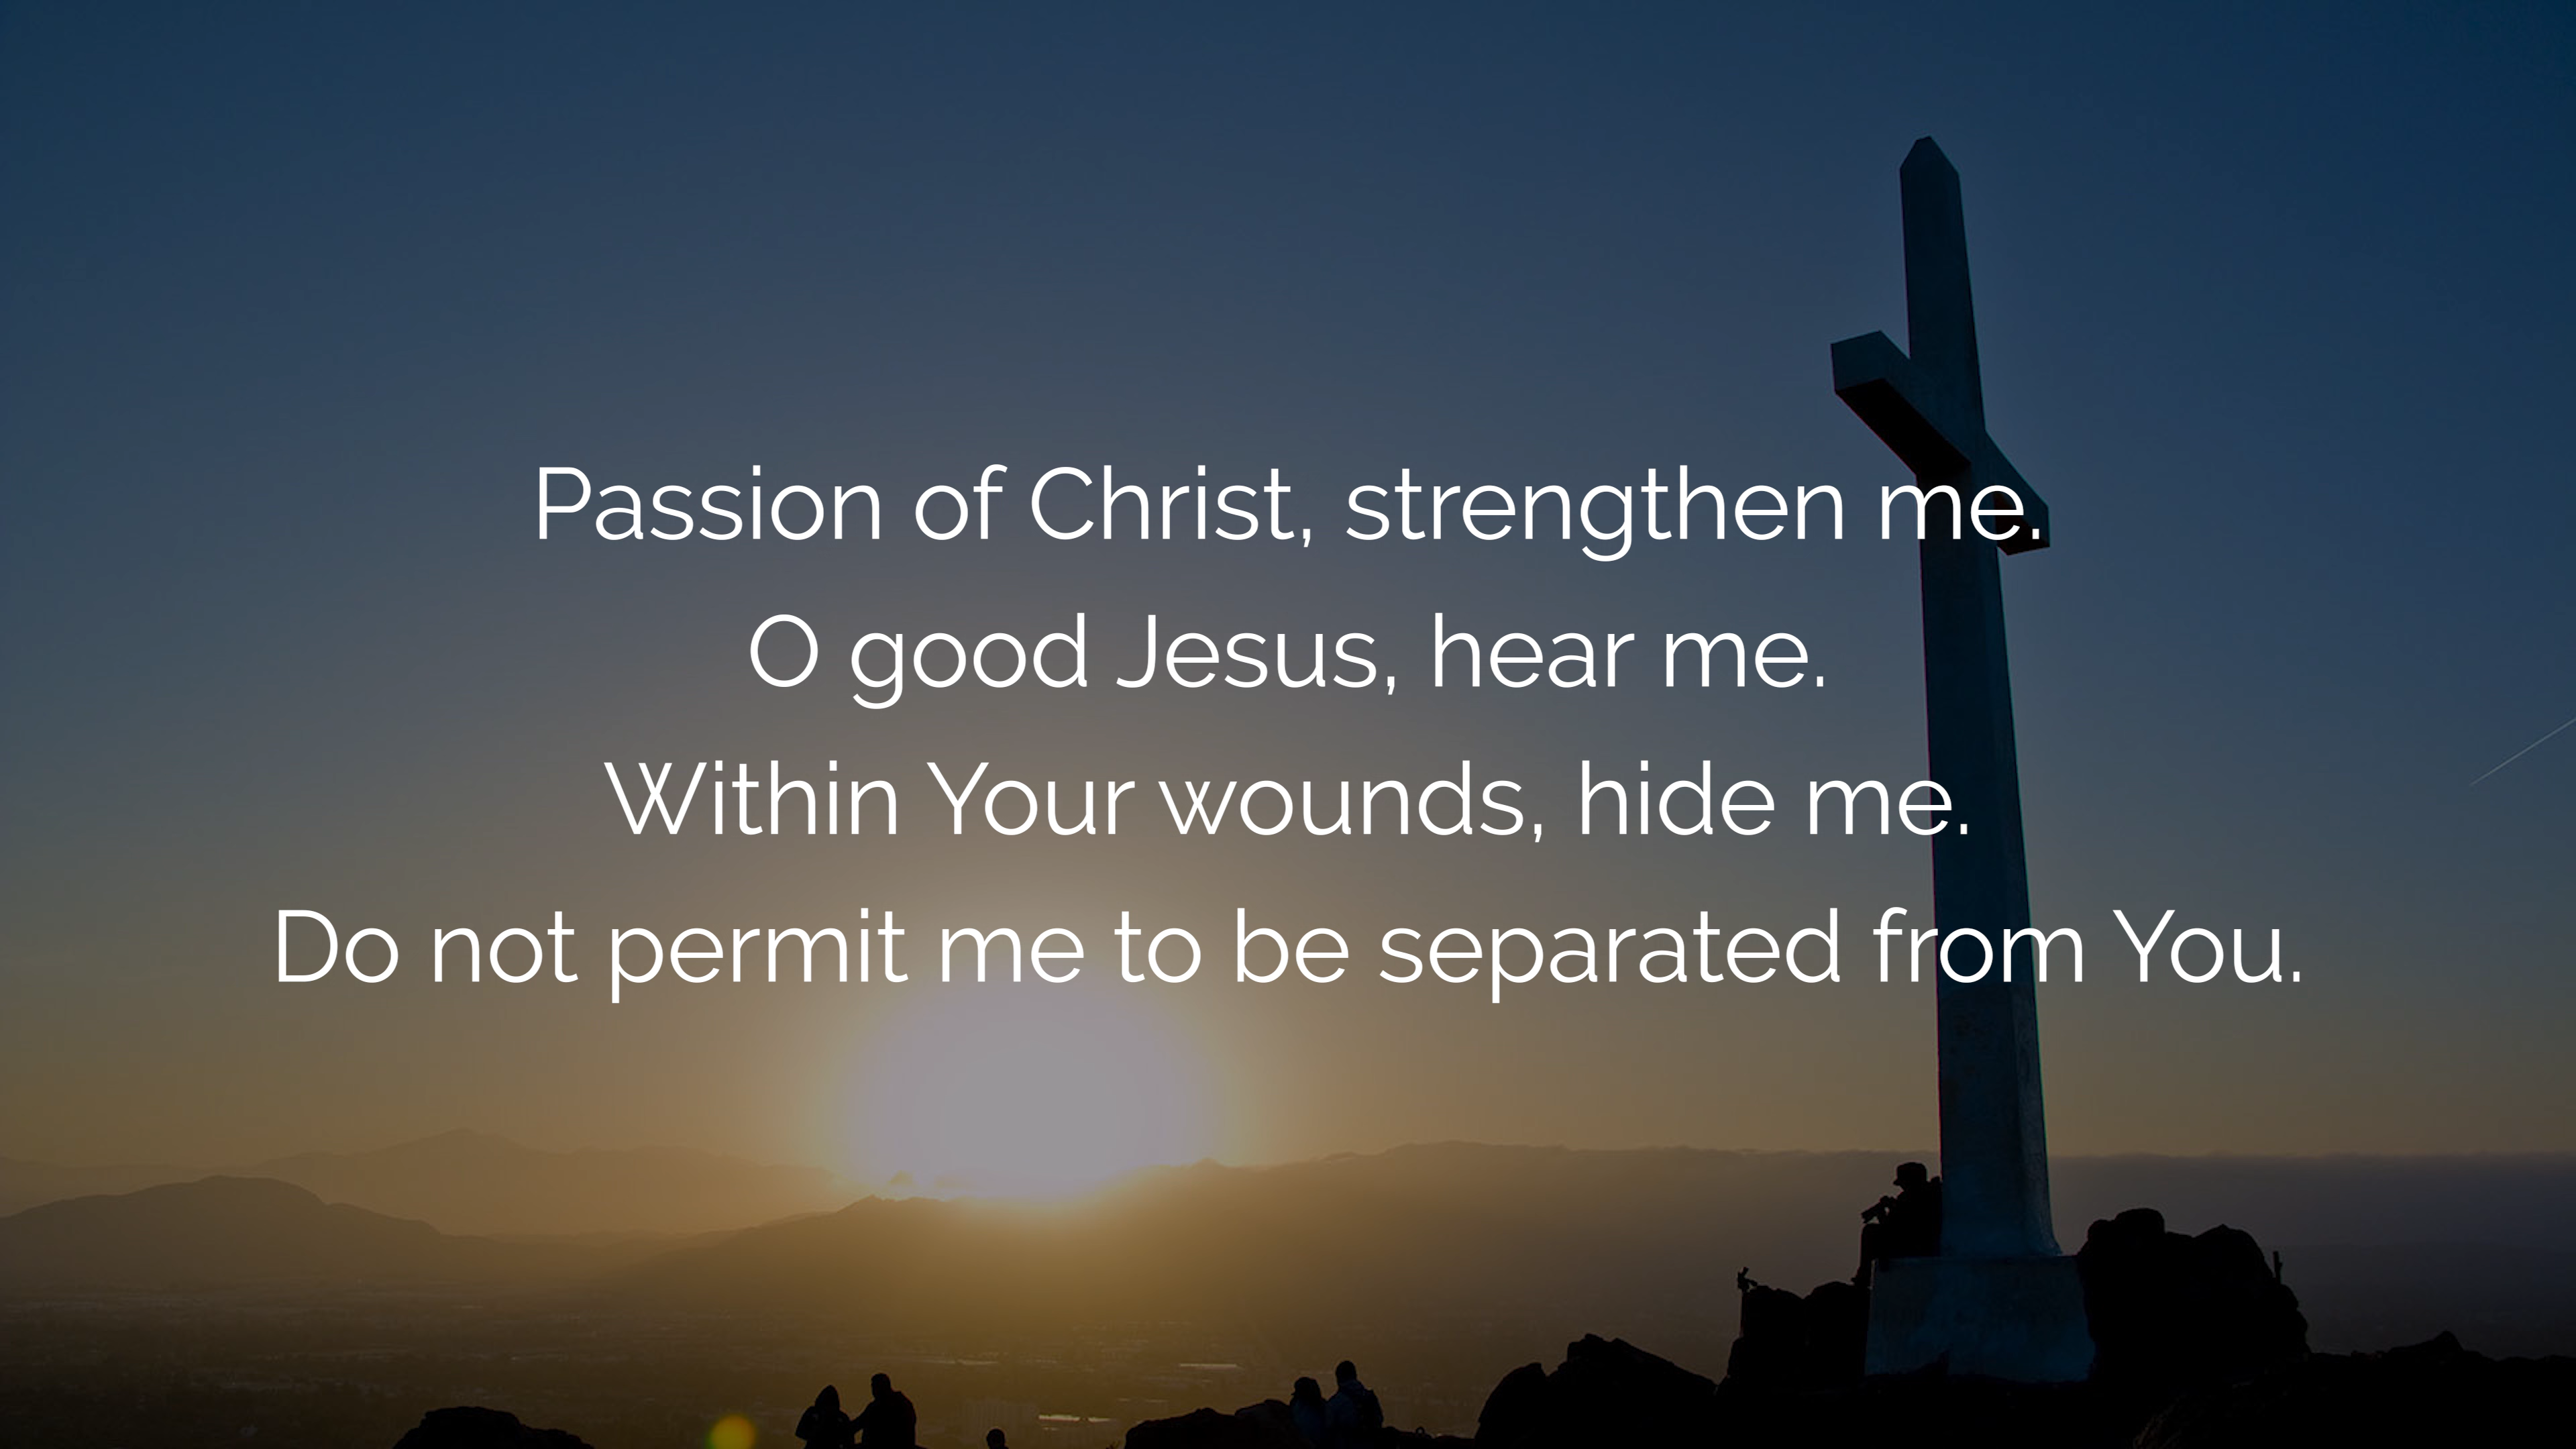 Passion of Christ, strengthen me.
O good Jesus, hear me.
Within Your wounds, hide me.
Do not permit me to be separated from You.